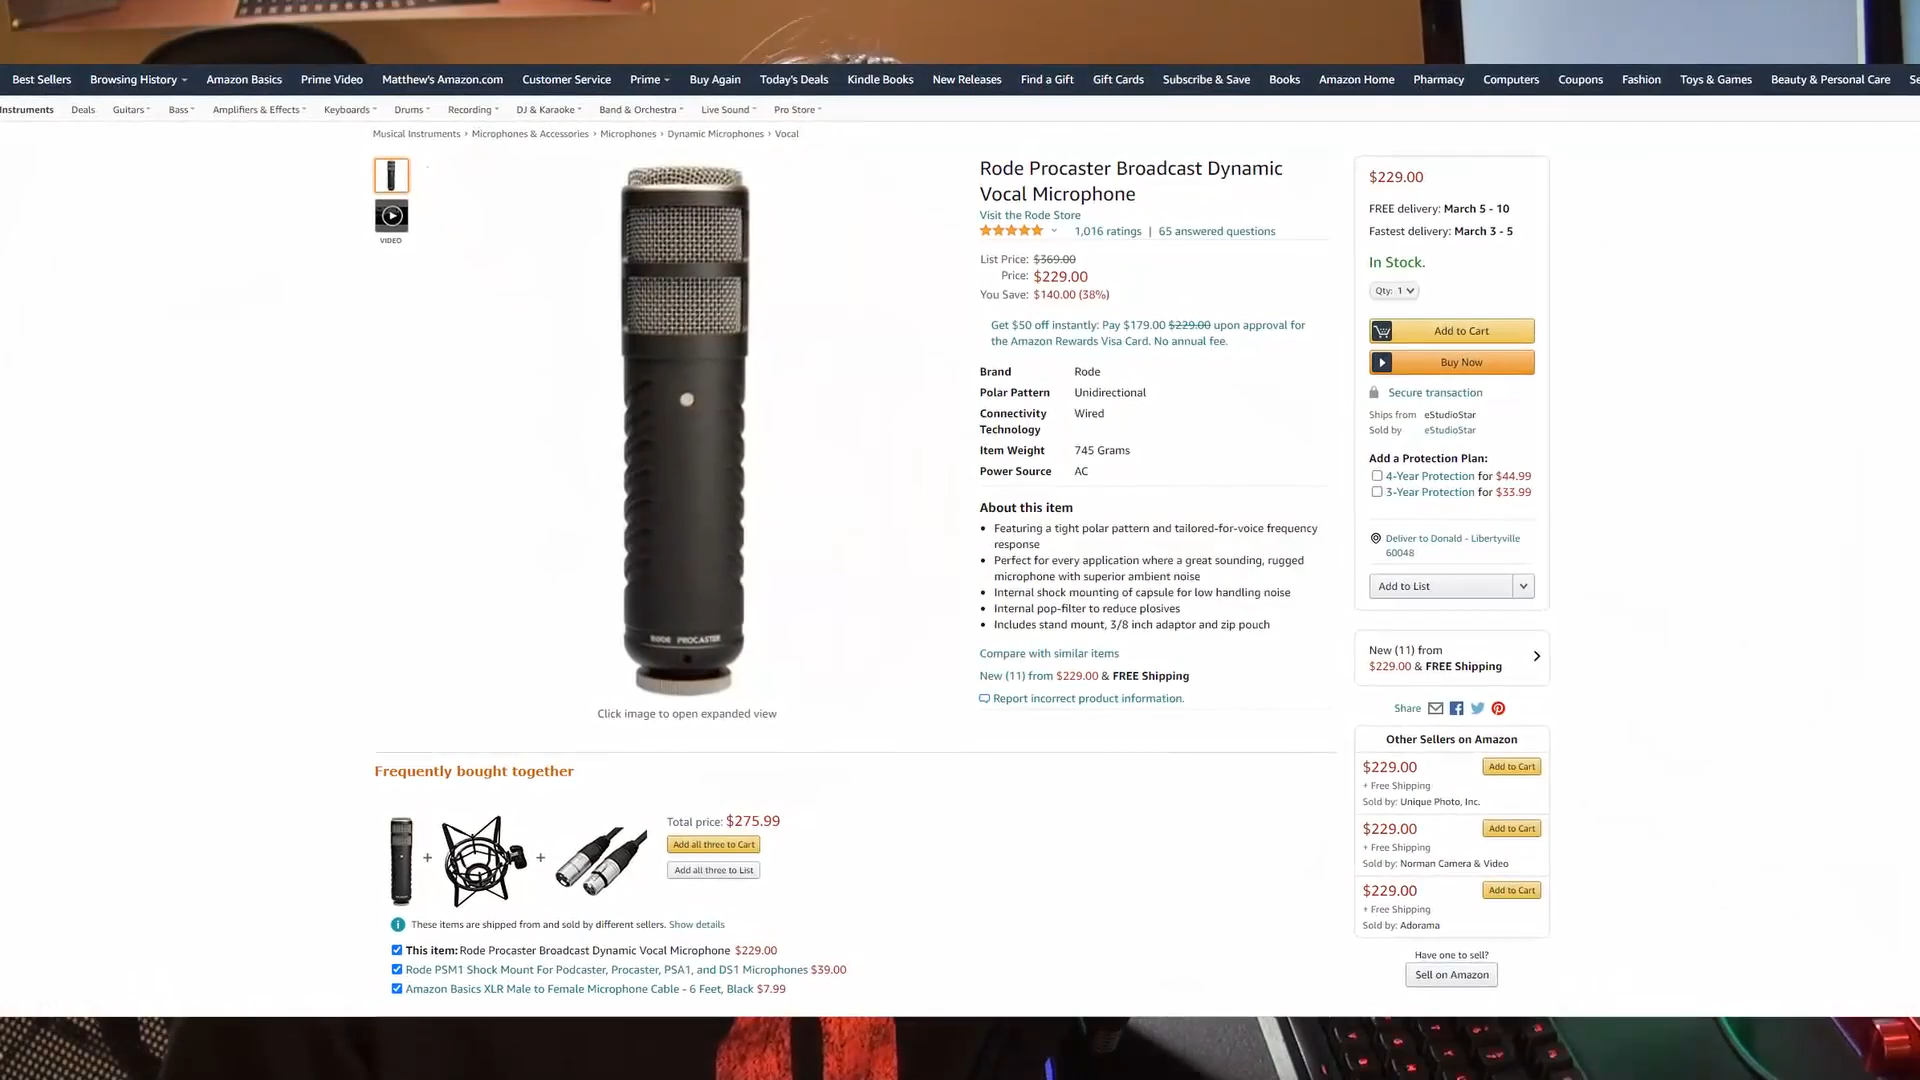 Best Sellers Browsing History Amazon Basics Prime Video Matthew's Amazon.com Customer Service Prime Buy Again Today's Deals Kindle Books New Releases Find a Gift Gift Cards Subscribe & Save Books Amazon Home Pharmacy Computers Coupons Fashion Toys & Games Beauty & Personal Care Se
Instruments Deals Guitars Bass Amplifiers & Effects Keyboards Drums Recording DJ & Karaoke Band & Orchestra Live Sound Pro Store
Musical Instruments › Microphones & Accessories › Microphones › Dynamic Microphones › Vocal
VIDEO
RODE PROCASTER
Click image to open expanded view
Rode Procaster Broadcast Dynamic
Vocal Microphone
Visit the Rode Store
1,016 ratings | 65 answered questions
List Price: $369.00
Price: $229.00
You Save: $140.00 (38%)
Get $50 off instantly: Pay $179.00 $229.00 upon approval for
the Amazon Rewards Visa Card. No annual fee.
Brand Rode
Polar Pattern Unidirectional
Connectivity Wired
Technology
Item Weight 745 Grams
Power Source AC
About this item
• Featuring a tight polar pattern and tailored-for-voice frequency
response
• Perfect for every application where a great sounding, rugged
microphone with superior ambient noise
• Internal shock mounting of capsule for low handling noise
• Internal pop-filter to reduce plosives
• Includes stand mount, 3/8 inch adaptor and zip pouch
Compare with similar items
New (11) from $229.00 & FREE Shipping
Report incorrect product information.
$229.00
FREE delivery: March 5 - 10
Fastest delivery: March 3 - 5
In Stock.
Qty: 1
Add to Cart
Buy Now
Secure transaction
Ships from eStudioStar
Sold by eStudioStar
Add a Protection Plan:
4-Year Protection for $44.99
3-Year Protection for $33.99
Deliver to Donald - Libertyville
60048
Add to List
New (11) from
$229.00 & FREE Shipping
Share
Other Sellers on Amazon
$229.00 Add to Cart
+ Free Shipping
Sold by: Unique Photo, Inc.
$229.00 Add to Cart
+ Free Shipping
Sold by: Norman Camera & Video
$229.00 Add to Cart
+ Free Shipping
Sold by: Adorama
Have one to sell?
Sell on Amazon
Frequently bought together
Total price: $275.99
Add all three to Cart
Add all three to List
These items are shipped from and sold by different sellers. Show details
This item: Rode Procaster Broadcast Dynamic Vocal Microphone $229.00
Rode PSM1 Shock Mount For Podcaster, Procaster, PSA1, and DS1 Microphones $39.00
Amazon Basics XLR Male to Female Microphone Cable - 6 Feet, Black $7.99